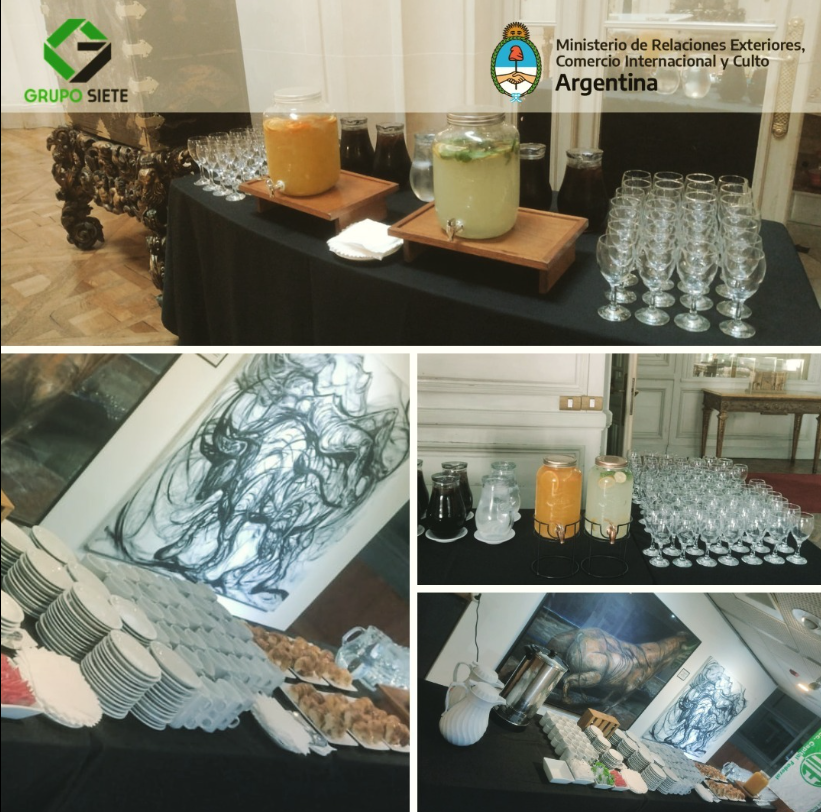 GRUPO SIETE
Ministerio de Relaciones Exteriores,
Comercio Internacional y Culto
Argentina